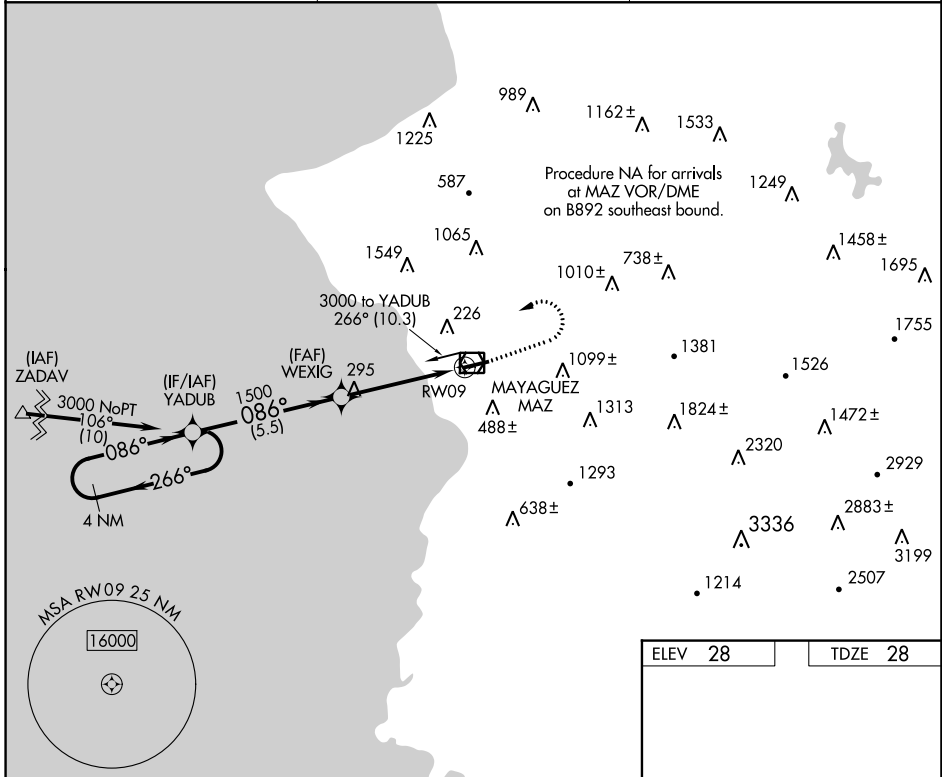 989
1162±
1533
1225
Procedure NA for arrivals
at MAZ VOR/DME
on B892 southeast bound.
587
1249
1065
1549
1458±
738±
1695
1010±
3000 to YADUB
266° (10.3)
226
1755
1381
1526
1099±
(IAF)
ZADAV
(FAF)
WEXIG
(IF/IAF)
YADUB
295
1500
086°
(5.5)
RW09
MAYAGUEZ
MAZ
3000 NoPT
106°
(10)
086°
266°
4 NM
488±
1313
1824±
1472±
2320
2929
1293
638±
2883±
3336
3199
1214
2507
MSA RW09 25 NM
16000
ELEV 28
TDZE 28